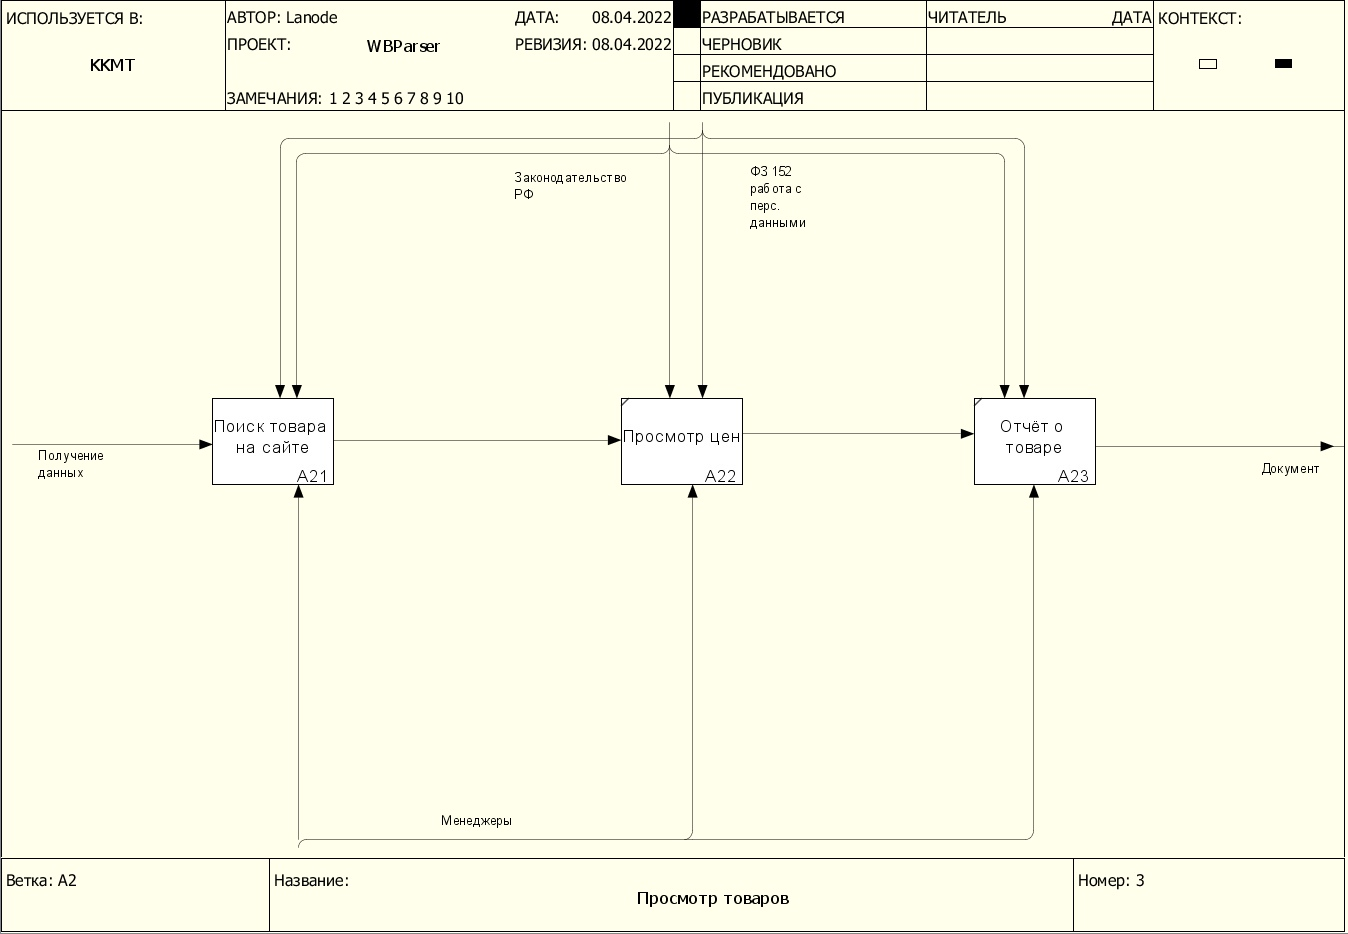 ИСПОЛЬЗУЕТСЯ В:
ККМТ
АВТОР: Lanode
ДАТА: 08.04.2022
ПРОЕКТ: WBParser
РЕВИЗИЯ: 08.04.2022
ЗАМЕЧАНИЯ: 1 2 3 4 5 6 7 8 9 10
РАЗРАБАТЫВАЕТСЯ
ЧЕРНОВИК
РЕКОМЕНДОВАНО
ПУБЛИКАЦИЯ
ЧИТАТЕЛЬ
ДАТА
КОНТЕКСТ:
Законодательство
РФ
ФЗ 152
работа с
перс.
данными
Получение
данных
Поиск товара
на сайте
A21
Просмотр цен
A22
Отчёт о
товаре
A23
Документ
Менеджеры
Ветка: A2
Название:
Просмотр товаров
Номер: 3